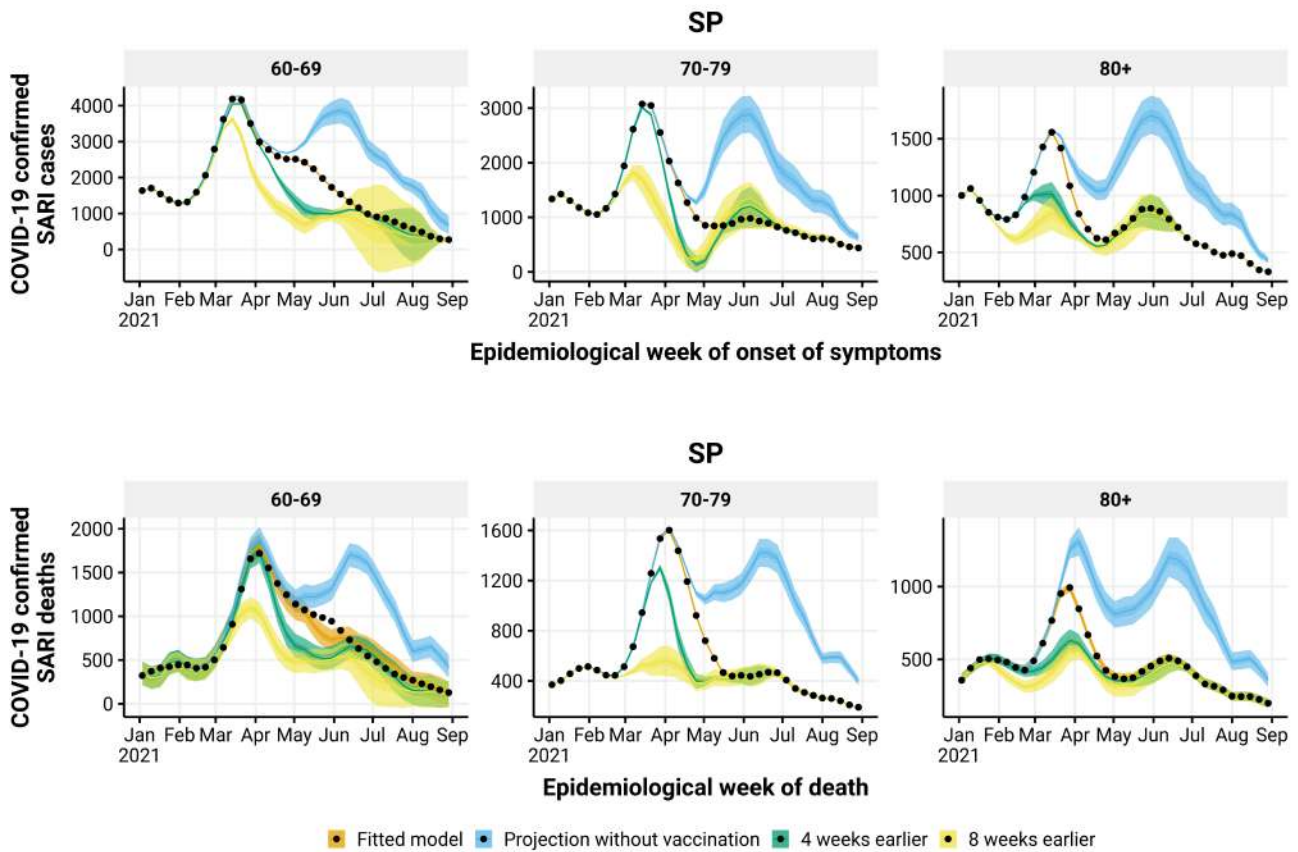 SP
60-69
70-79
80+
COVID-19 confirmed
SARI cases
4000
3000
2000
1000
0
3000
2000
1000
0
1500
1000
500
Jan Feb Mar Apr May Jun Jul Aug Sep
2021
Jan Feb Mar Apr May Jun Jul Aug Sep
2021
Jan Feb Mar Apr May Jun Jul Aug Sep
2021
Epidemiological week of onset of symptoms
SP
60-69
70-79
80+
COVID-19 confirmed
SARI deaths
2000
1500
1000
500
0
1600
1200
800
400
1000
500
Jan Feb Mar Apr May Jun Jul Aug Sep
2021
Jan Feb Mar Apr May Jun Jul Aug Sep
2021
Jan Feb Mar Apr May Jun Jul Aug Sep
2021
Epidemiological week of death
Fitted model Projection without vaccination 4 weeks earlier 8 weeks earlier